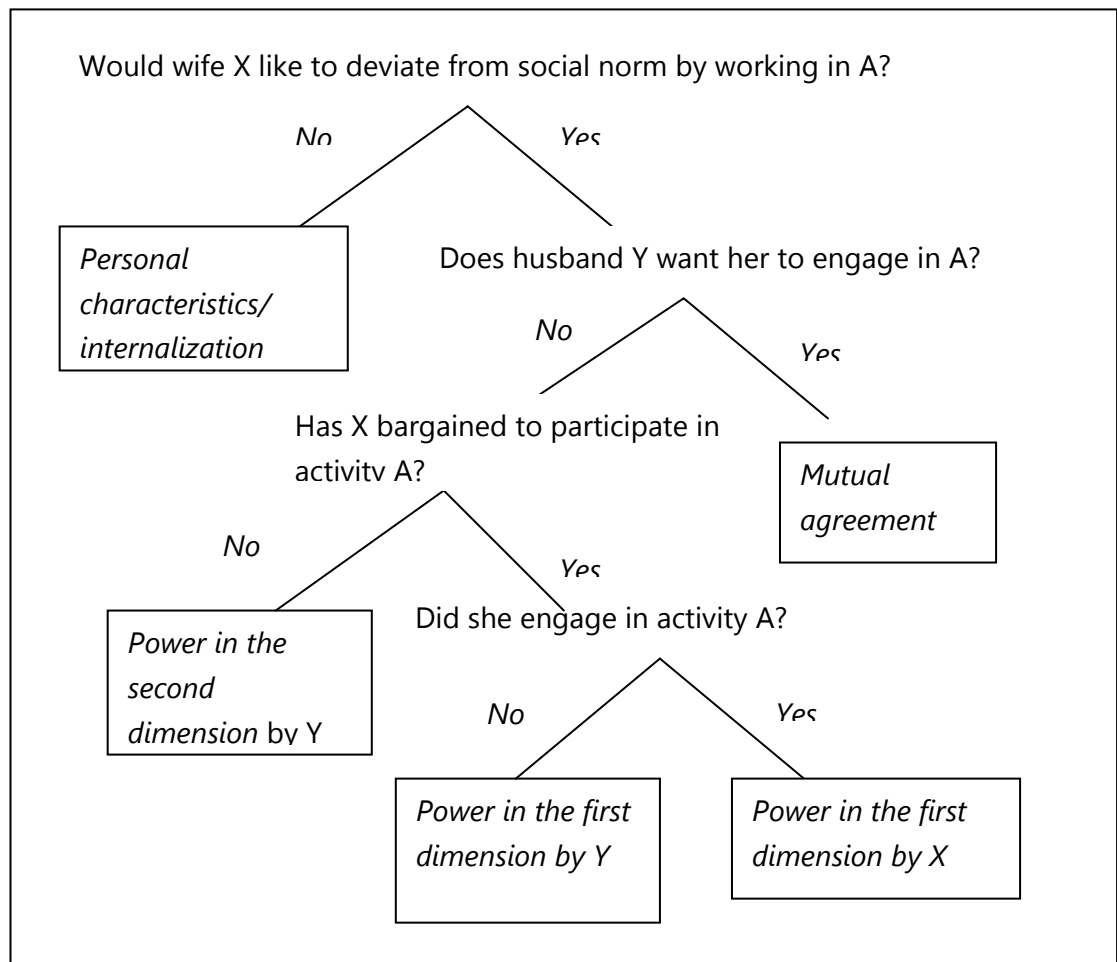 Would wife X like to deviate from social norm by working in A?
No
Yes
Personal
characteristics/
internalization
Does husband Y want her to engage in A?
No
Yes
Has X bargained to participate in
activity A?
Mutual
agreement
No
Yes
Power in the
second
dimension by Y
Did she engage in activity A?
No
Yes
Power in the first
dimension by Y
Power in the first
dimension by X